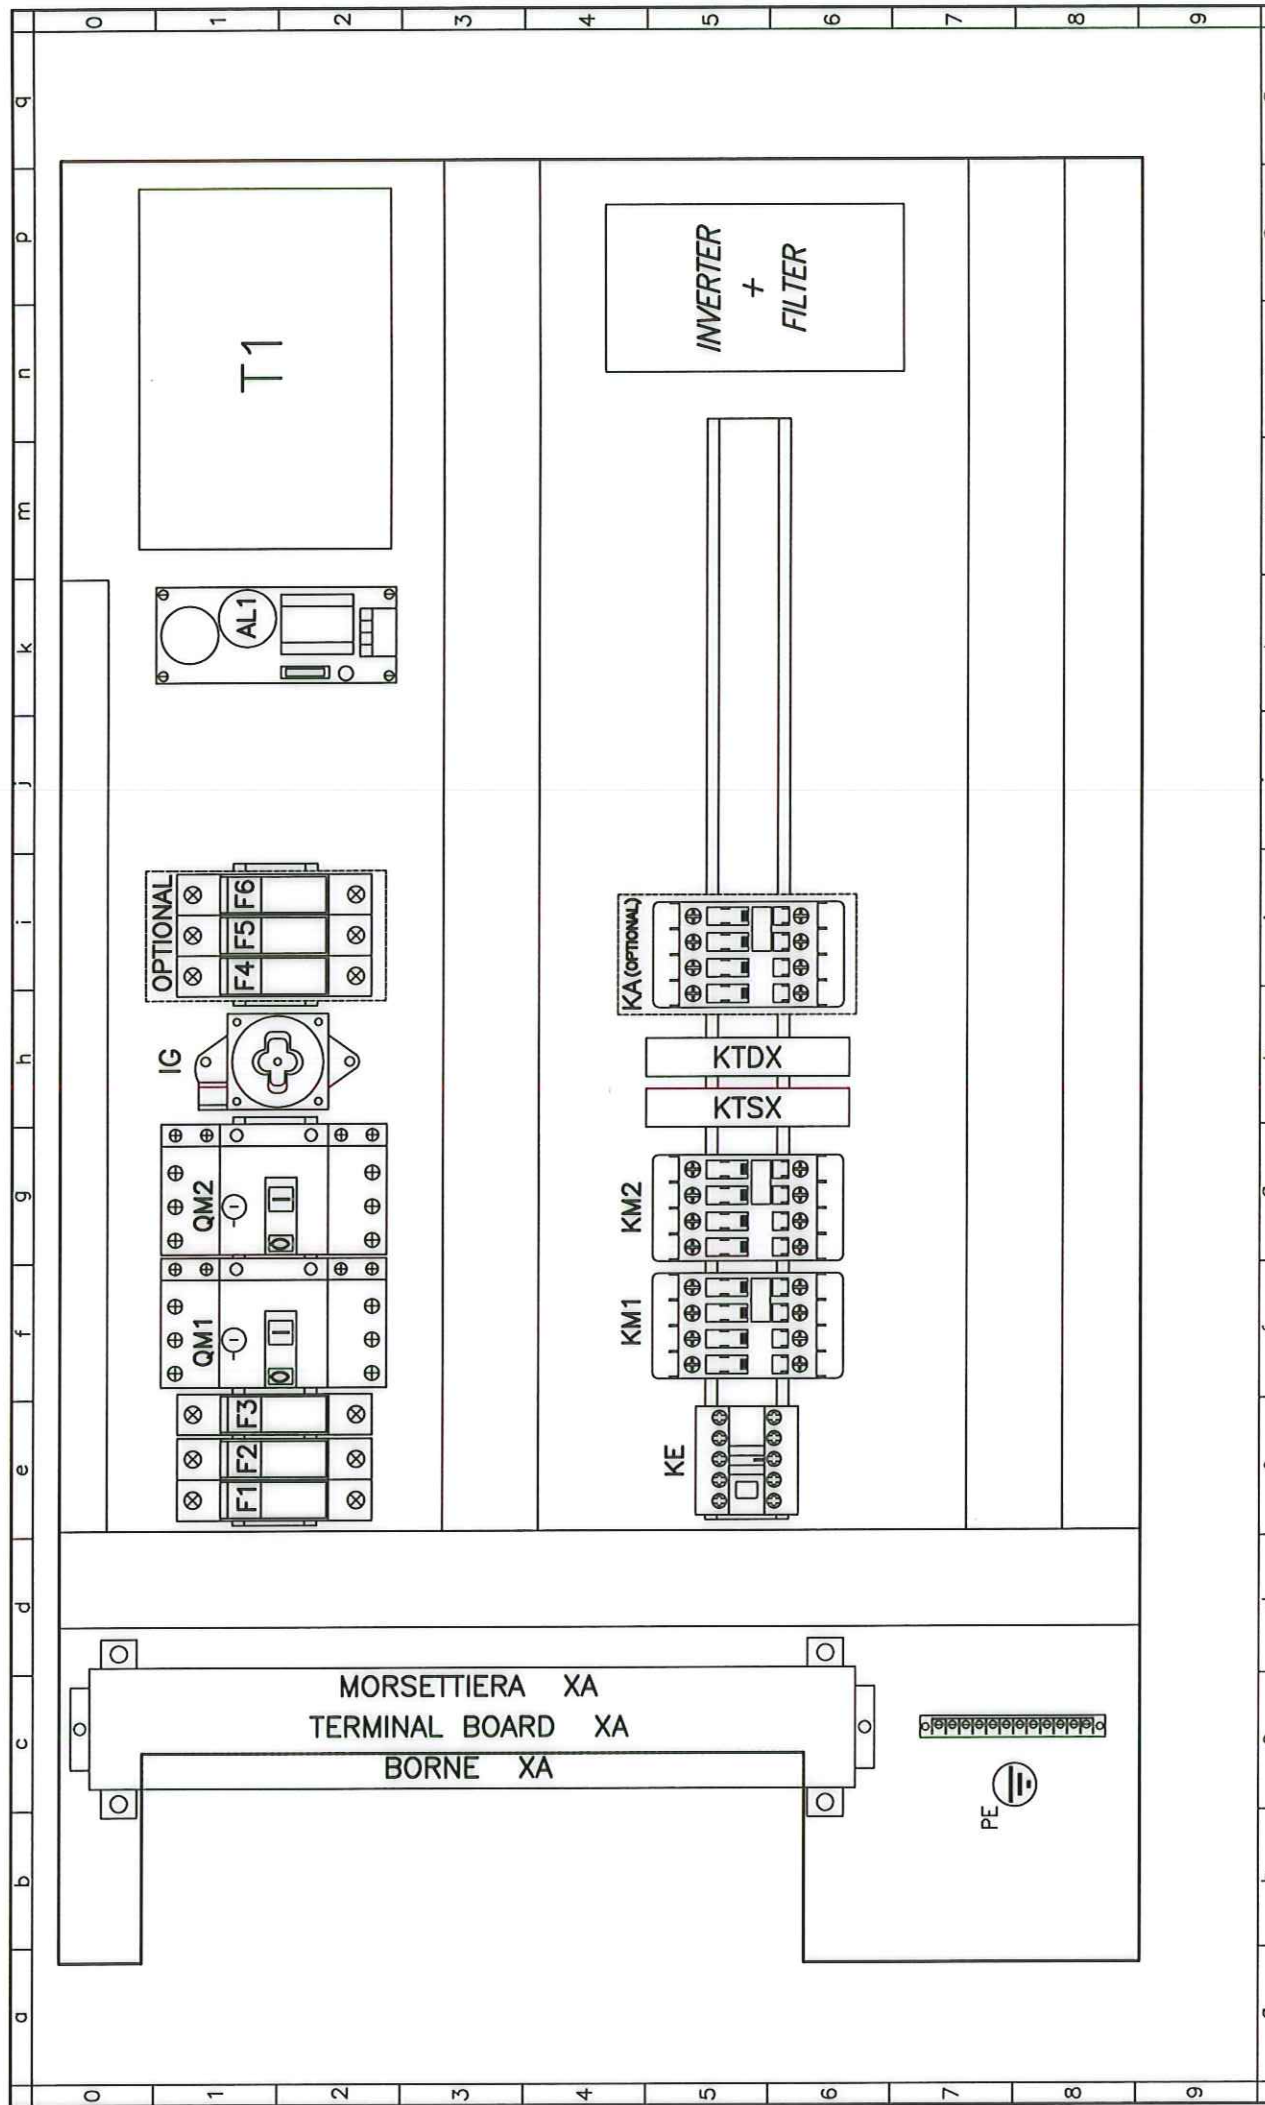 0 1 2 3 4 5 6 7 8 9
q
p
n
m
k
j
i
h
g
f
e
d
c
b
a
T1
INVERTER
+
FILTER
AL1
OPTIONAL
F4 F5 F6
KA (OPTIONAL)
IG
KTDX
KTSX
QM2
I
O
KM2
QM1
I
O
KM1
F1 F2 F3
KE
MORSETTIERA XA
TERMINAL BOARD XA
BORNE XA
PE
0 1 2 3 4 5 6 7 8 9